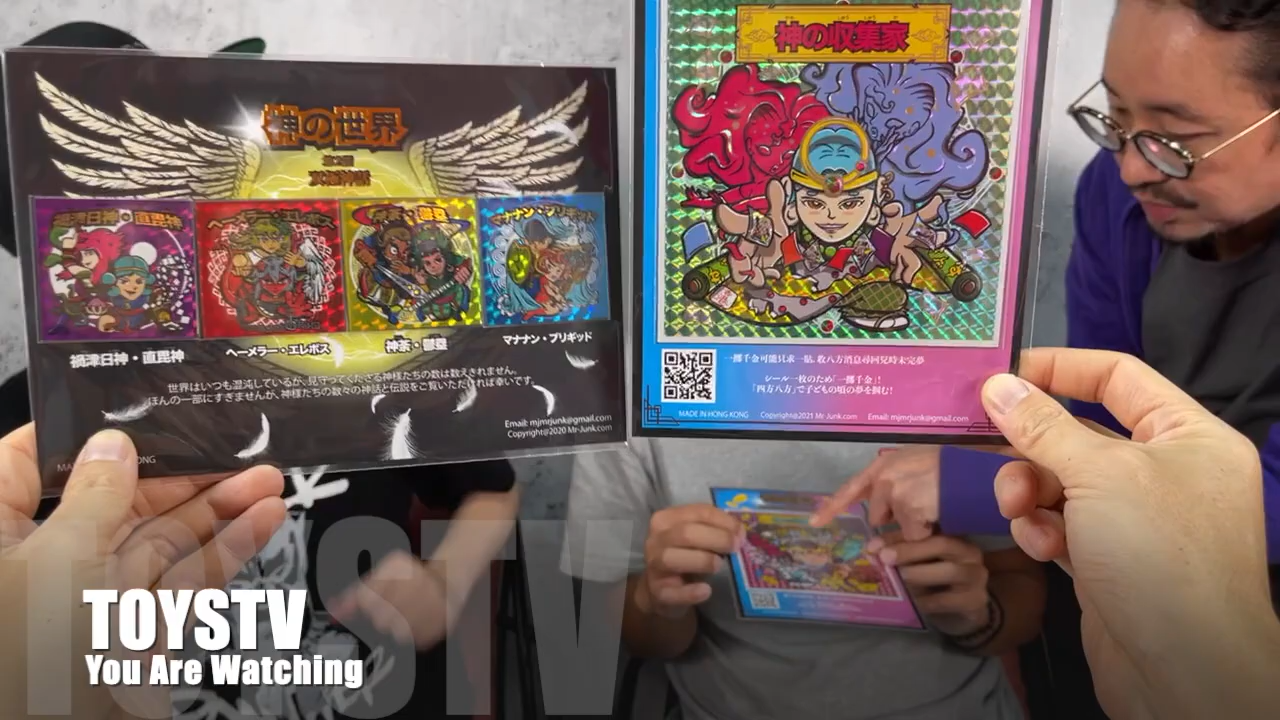 神の世界
禍津日神・直毘神
ヘーメラー・エレボス
神荼・鬱塁
マナナン・ブリギッド
禍津日神・直毘神
ヘーメラー・エレボス
神荼・鬱塁
マナナン・ブリギッド
世界はいつも混沌しているが、見守ってくださる神様たちの数は数えきれません。
ほんの一部にすぎませんが、神様たちの数々の神話と伝説をご覧いただければ幸いです。
Email: mjmrjunk@gmail.com
Copyright@2020 Mr-Junk.com
神の収集家
一擲千金可能只求一貼，收八方消息尋回兒時未完夢
シール一枚のため「一擲千金」!
「四方八方」で子どもの頃の夢を掴む!
MADE IN HONG KONG
Copyright@2021 Mr Junk.com
Email: mjmrjunk@gmail.com
TOYSTV
TOYSTV
You Are Watching